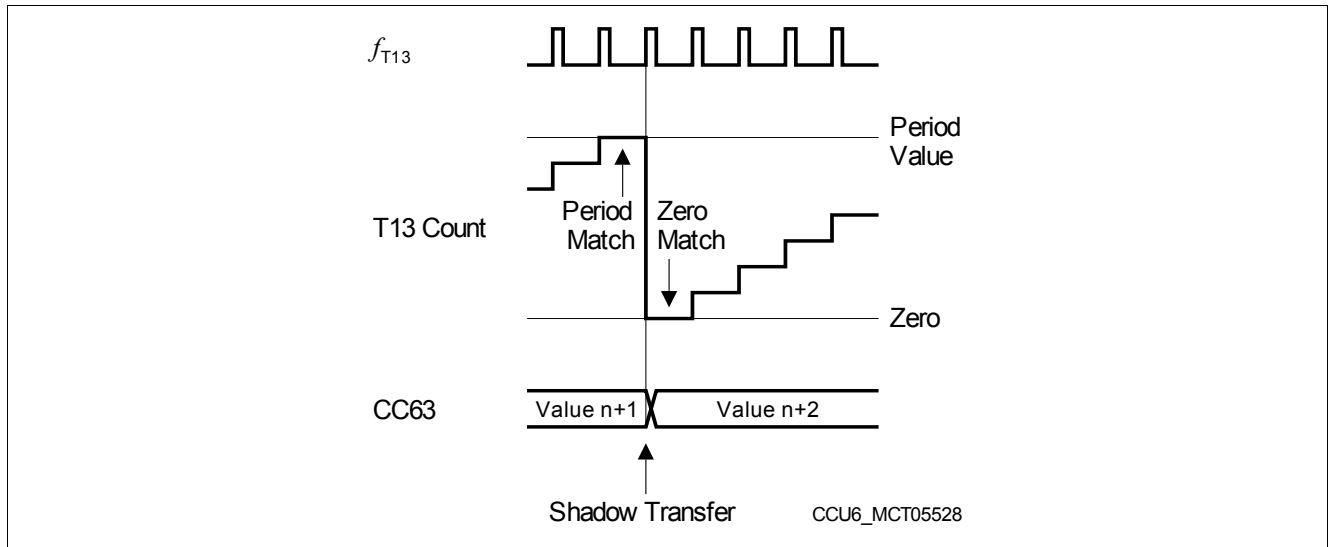 fT13
Period
Value
T13 Count
Period Zero
Match Match
Zero
CC63
Value n+1
Value n+2
Shadow Transfer
CCU6_MCT05528